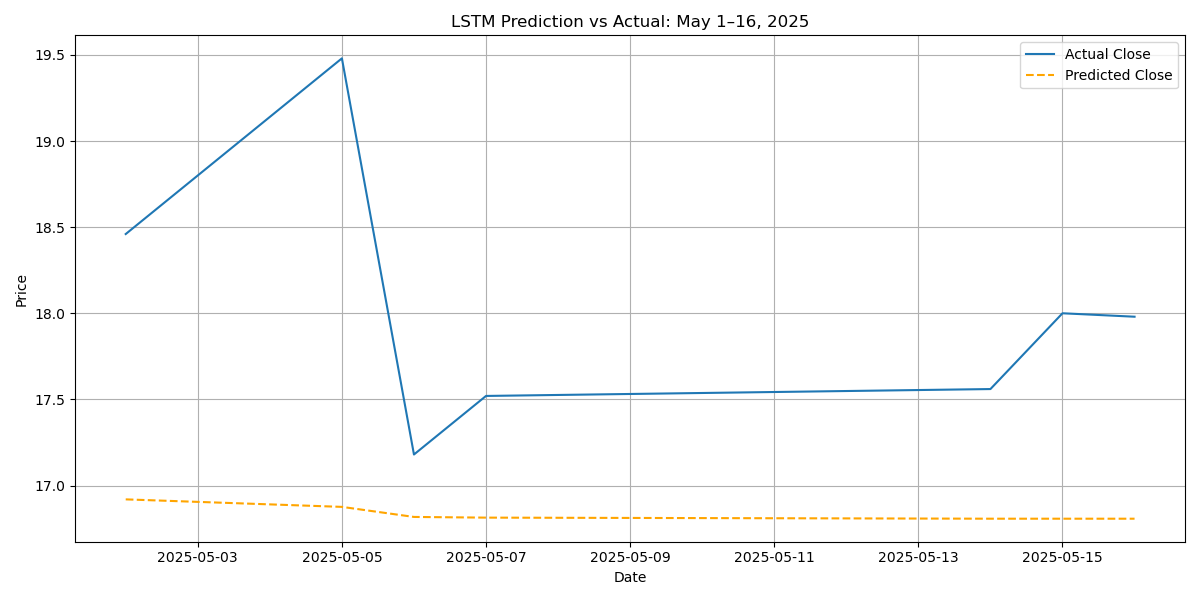 LSTM Prediction vs Actual: May 1–16, 2025
Actual Close
Predicted Close
Price
19.5
19.0
18.5
18.0
17.5
17.0
2025-05-03
2025-05-05
2025-05-07
2025-05-09
2025-05-11
2025-05-13
2025-05-15
Date